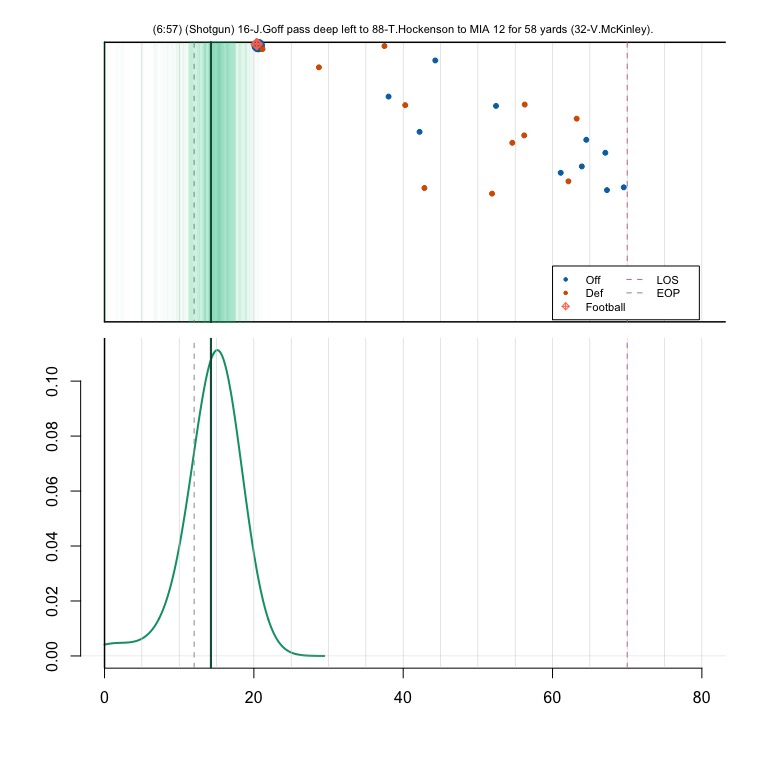 (6:57) (Shotgun) 16-J.Goff pass deep left to 88-T.Hockenson to MIA 12 for 58 yards (32-V.McKinley).
Off LOS
Def EOP
Football
0.10
0.08
0.06
0.04
0.02
0.00
0 20 40 60 80